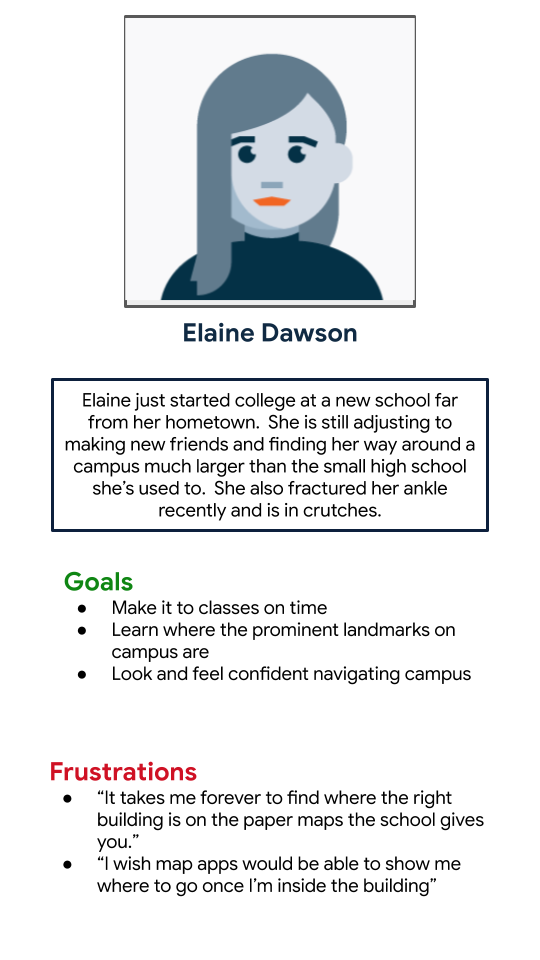 Elaine Dawson
Elaine just started college at a new school far
from her hometown.  She is still adjusting to
making new friends and finding her way around a
campus much larger than the small high school
she’s used to.  She also fractured her ankle
recently and is in crutches.
Goals
● Make it to classes on time
● Learn where the prominent landmarks on
campus are
● Look and feel confident navigating campus
Frustrations
● “It takes me forever to find where the right
building is on the paper maps the school gives
you.”
● “I wish map apps would be able to show me
where to go once I’m inside the building”